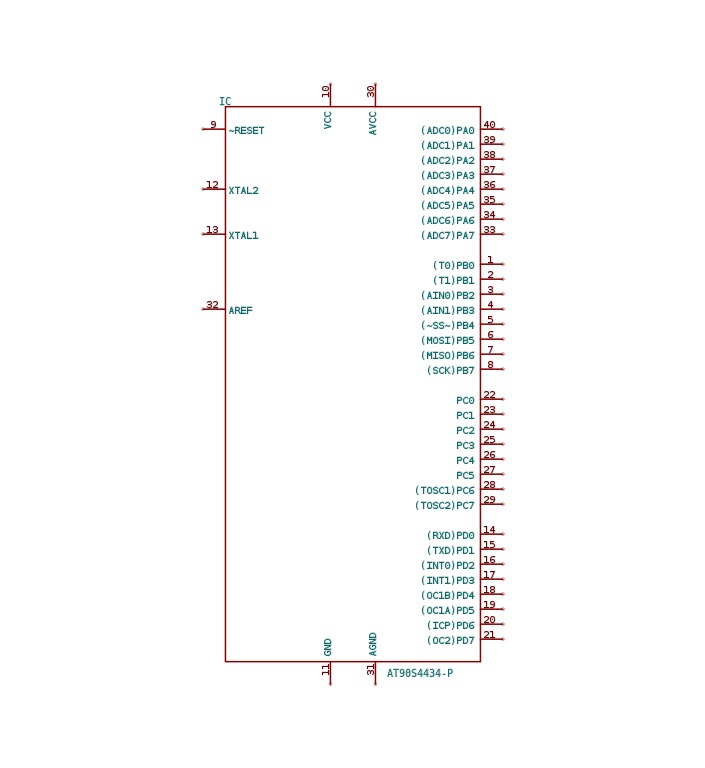 10
30
IC
VCC
AVCC
9 ~RESET
(ADC0)PA0 40
(ADC1)PA1 39
(ADC2)PA2 38
(ADC3)PA3 37
12 XTAL2
(ADC4)PA4 36
(ADC5)PA5 35
(ADC6)PA6 34
13 XTAL1
(ADC7)PA7 33
(T0)PB0 1
(T1)PB1 2
(AIN0)PB2 3
32 AREF
(AIN1)PB3 4
(~SS~)PB4 5
(MOSI)PB5 6
(MISO)PB6 7
(SCK)PB7 8
PC0 22
PC1 23
PC2 24
PC3 25
PC4 26
PC5 27
(TOSC1)PC6 28
(TOSC2)PC7 29
(RXD)PD0 14
(TXD)PD1 15
(INT0)PD2 16
(INT1)PD3 17
(OC1B)PD4 18
(OC1A)PD5 19
(ICP)PD6 20
(OC2)PD7 21
GND
AGND
11
31
AT90S4434-P